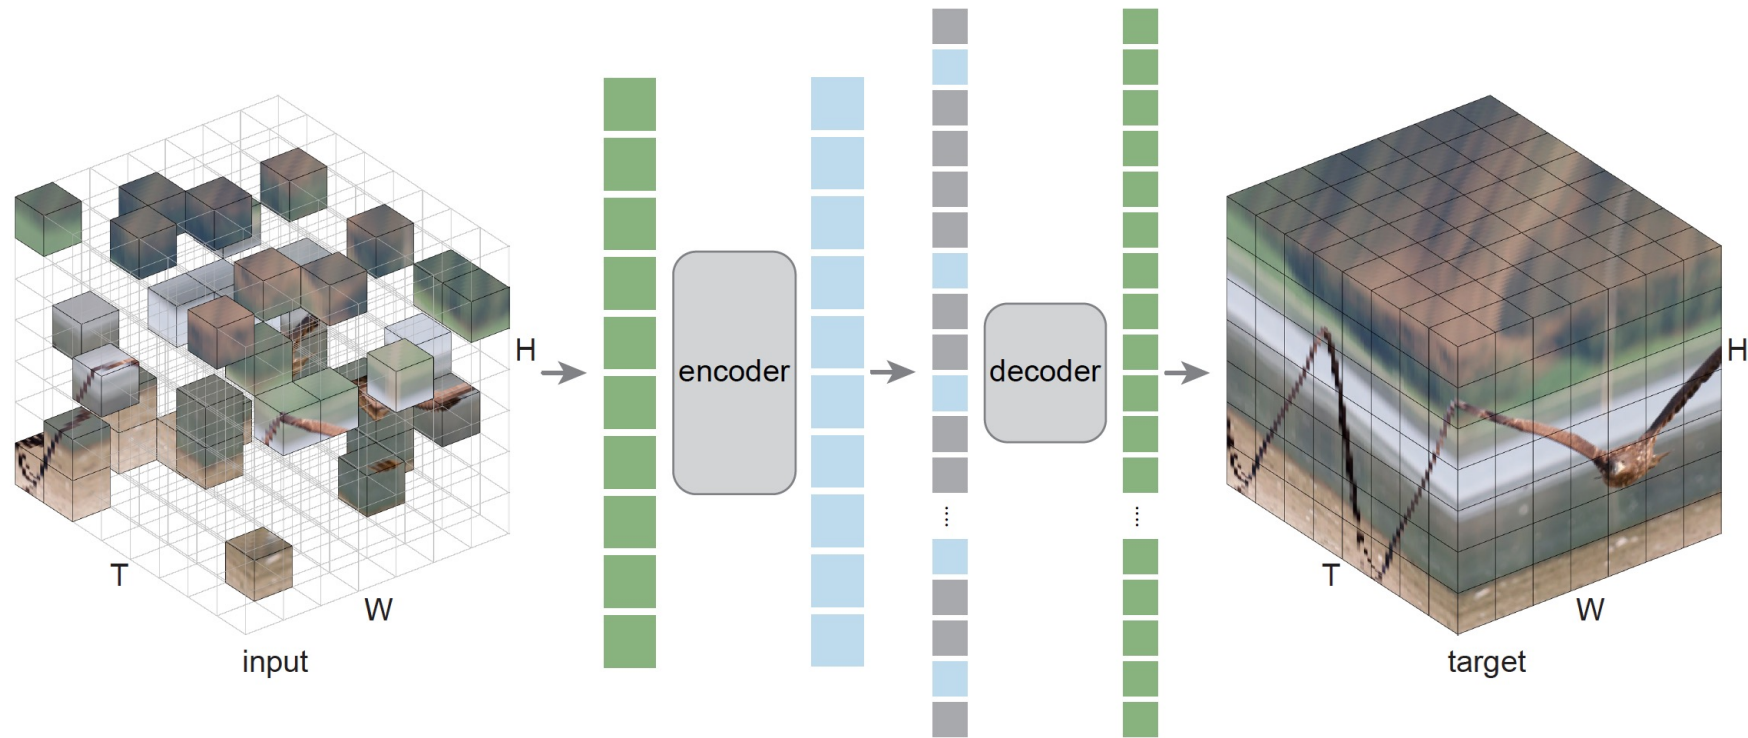 H
T
W
input
encoder
decoder
H
T
W
target